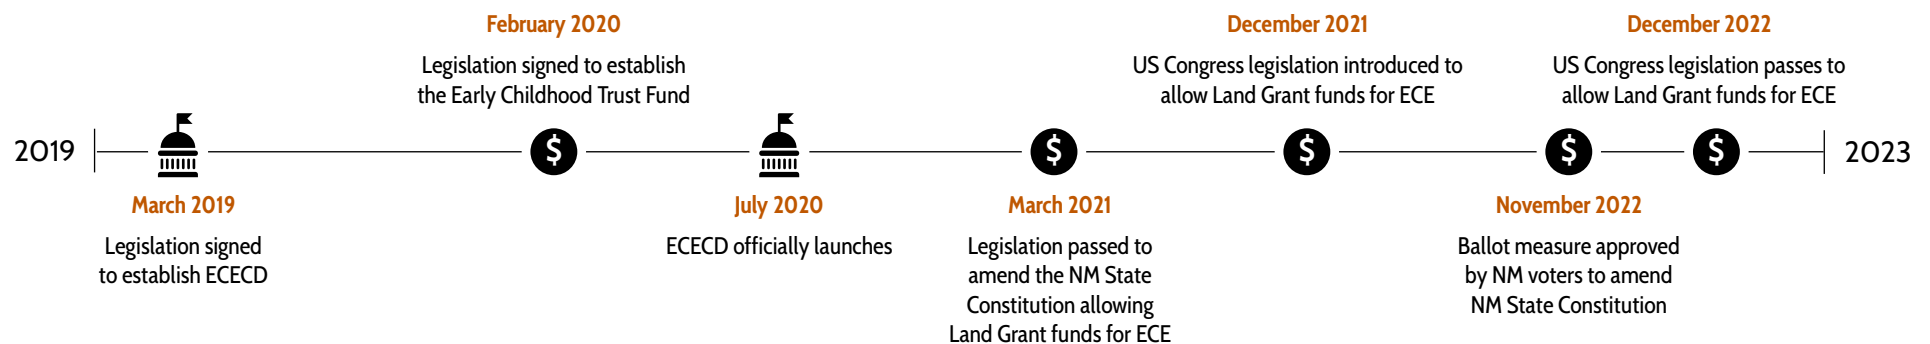 2019
March 2019
Legislation signed
to establish ECECD
February 2020
Legislation signed to establish
the Early Childhood Trust Fund
$
July 2020
ECECD officially launches
$
March 2021
Legislation passed to
amend the NM State
Constitution allowing
Land Grant funds for ECE
December 2021
US Congress legislation introduced to
allow Land Grant funds for ECE
$
$
November 2022
Ballot measure approved
by NM voters to amend
NM State Constitution
December 2022
US Congress legislation passes to
allow Land Grant funds for ECE
$
2023